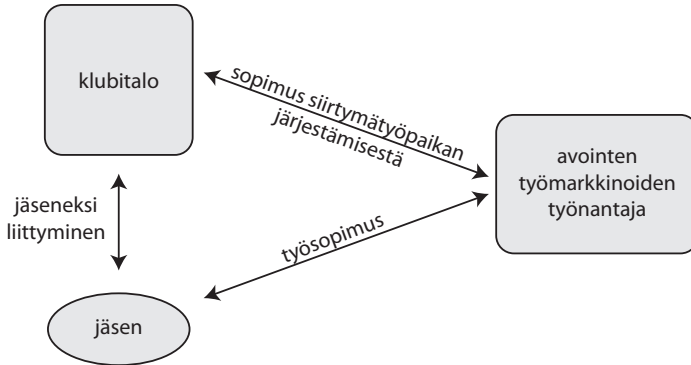 klubitalo
sopimus siirtymätyöpaikan
järjestämisestä
avointen
työmarkkinoiden
työnantaja
jäseneksi
liittyminen
työsopimus
jäsen